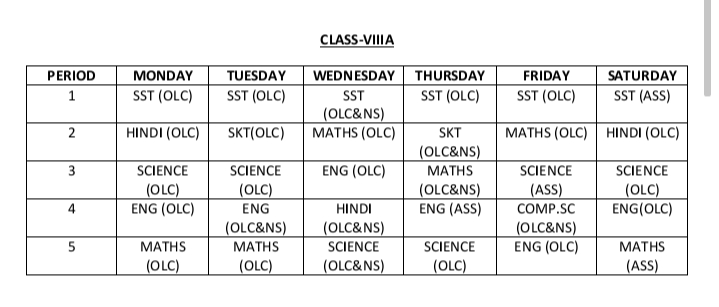 CLASS-VIIIA
PERIOD MONDAY TUESDAY WEDNESDAY THURSDAY FRIDAY SATURDAY
1 SST (OLC) SST (OLC) SST (OLC&NS) SST (OLC) SST (OLC) SST (ASS)
2 HINDI (OLC) SKT(OLC) MATHS (OLC) SKT (OLC&NS) MATHS (OLC) HINDI (OLC)
3 SCIENCE (OLC) SCIENCE (OLC) ENG (OLC) MATHS (OLC&NS) SCIENCE (ASS) SCIENCE (OLC)
4 ENG (OLC) ENG (OLC&NS) HINDI (OLC&NS) ENG (ASS) COMP.SC (OLC&NS) ENG(OLC)
5 MATHS (OLC) MATHS (OLC) SCIENCE (OLC&NS) SCIENCE (OLC) ENG (OLC) MATHS (ASS)